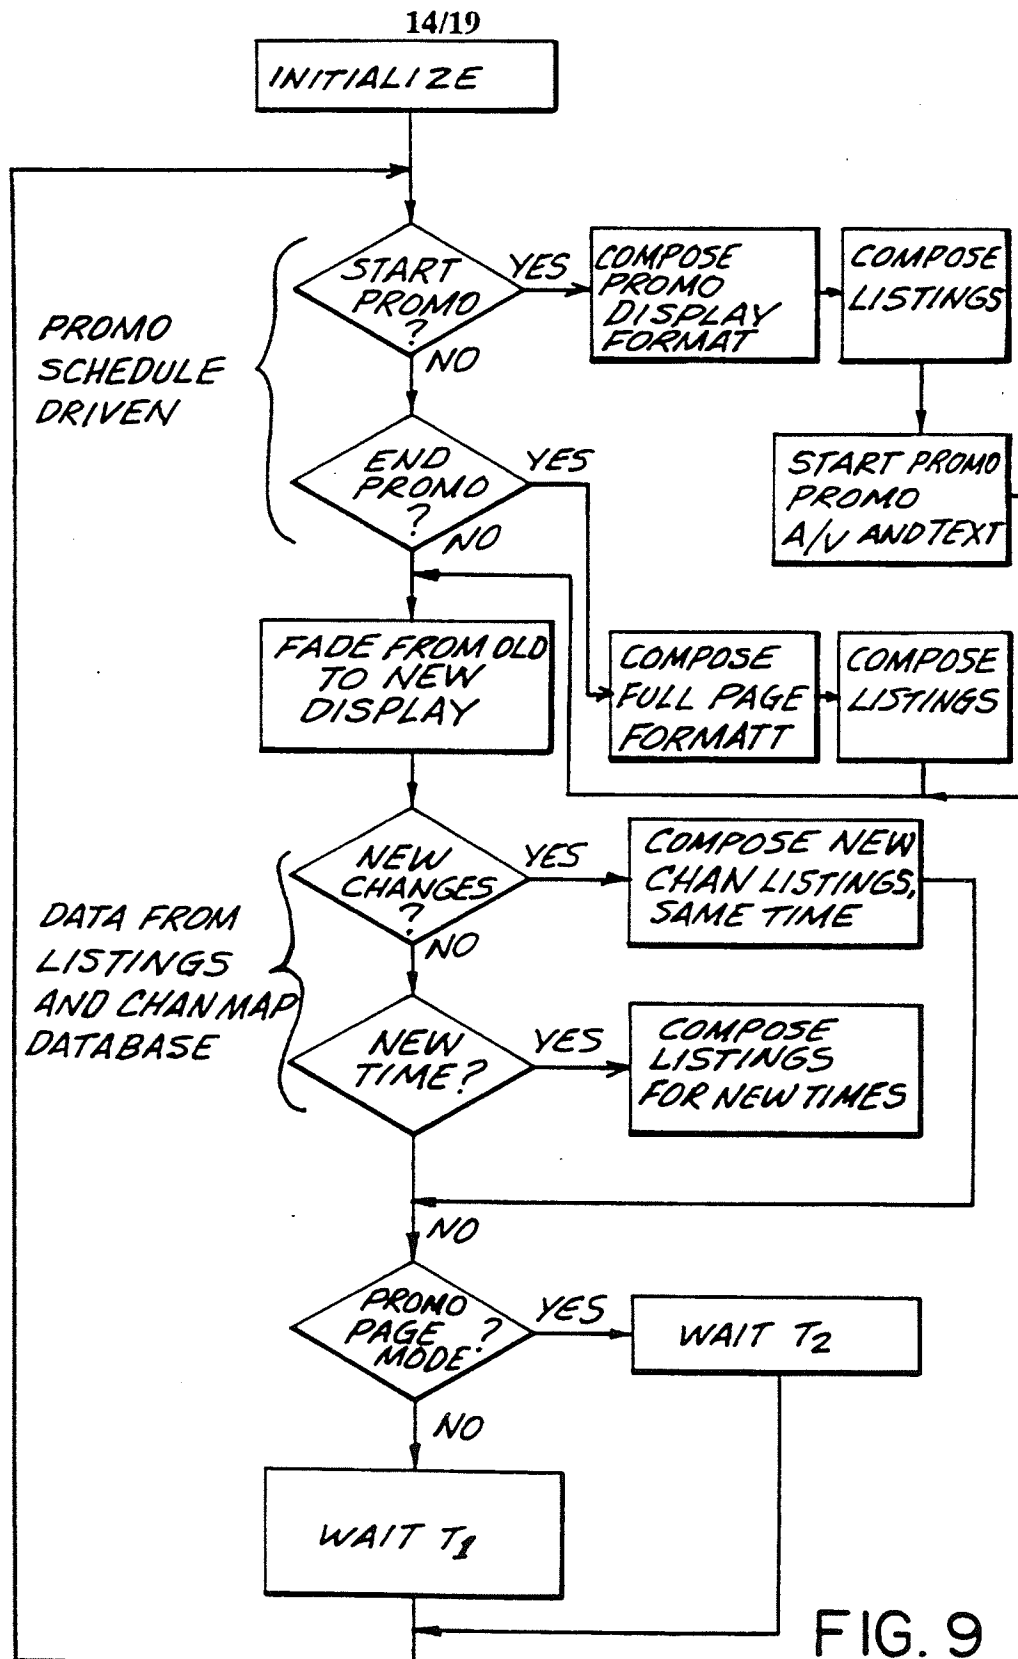 14/19
INITIALIZE
START
PROMO
?
YES
NO
COMPOSE
PROMO
DISPLAY
FORMAT
COMPOSE
LISTINGS
PROMO
SCHEDULE
DRIVEN
END
PROMO
?
YES
NO
START PROMO
PROMO
A/V AND TEXT
FADE FROM OLD
TO NEW
DISPLAY
COMPOSE
FULL PAGE
FORMATT
COMPOSE
LISTINGS
NEW
CHANGES
?
YES
NO
COMPOSE NEW
CHAN LISTINGS,
SAME TIME
DATA FROM
LISTINGS
AND CHAN MAP
DATABASE
NEW
TIME?
YES
COMPOSE
LISTINGS
FOR NEW TIMES
NO
PROMO
PAGE ?
MODE
YES
WAIT T2
NO
WAIT T1
FIG. 9